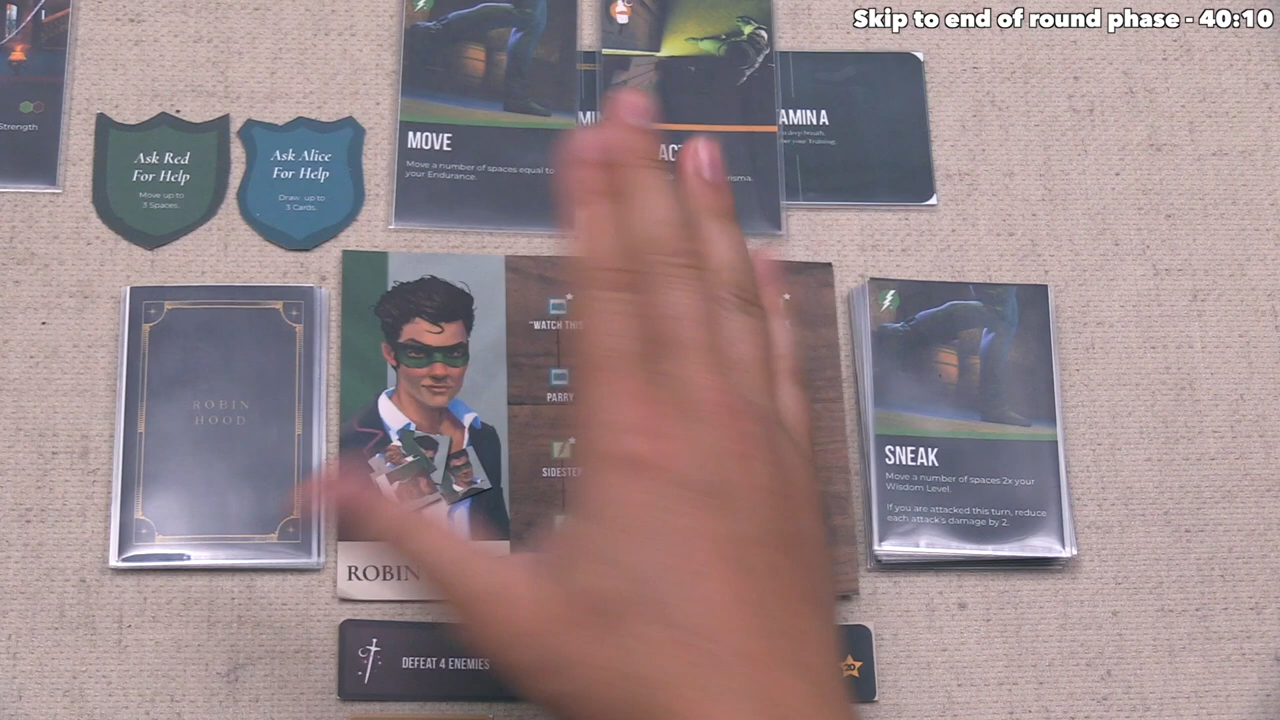 Skip to end of round phase - 40:10
Strength
Ask Red
For Help
Move up to
3 Spaces.
Ask Alice
For Help
Draw up to
3 Cards.
MOVE
Move a number of spaces equal to
your Endurance.
ROBIN
HOOD
"WATCH THIS
PARRY
SIDESTEP
ROBIN
SNEAK
Move a number of spaces 2x your
Wisdom Level.
If you are attacked this turn, reduce
each attack's damage by 2.
DEFEAT 4 ENEMIES
20